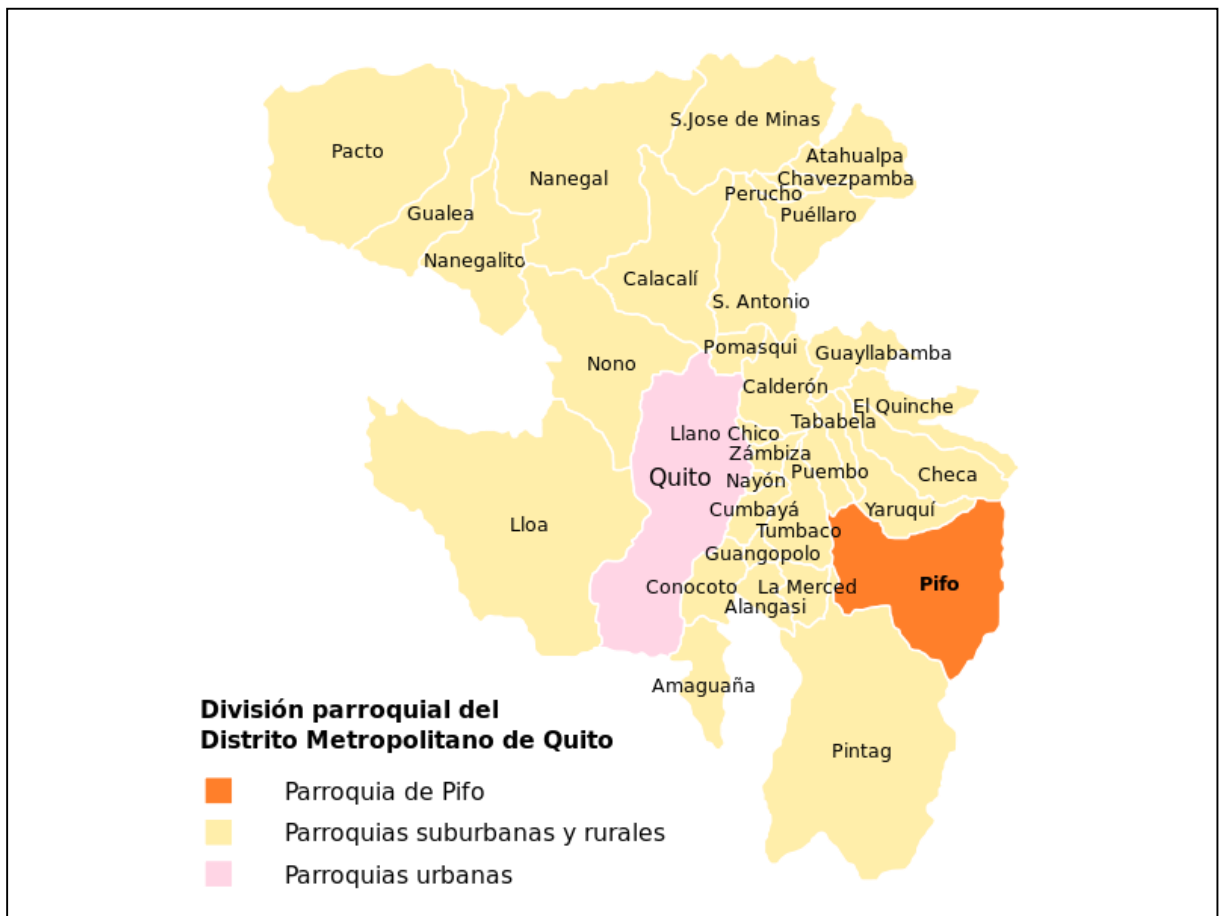 S.Jose de Minas
Pacto
Atahualpa
Nanegal
Chavezpamba
Perucho
Gualea
Puéllaro
Nanegalito
Calacalí
S. Antonio
Pomasqui
Guayllabamba
Nono
Calderón
El Quinche
Tababela
Llano Chico
Zámbiza
Puembo
Checa
Quito
Nayón
Cumbayá
Yaruquí
Lloa
Tumbaco
Guangopolo
Pifo
Conocoto
La Merced
Alangasi
Amaguaña
Pintag
División parroquial del
Distrito Metropolitano de Quito
Parroquia de Pifo
Parroquias suburbanas y rurales
Parroquias urbanas